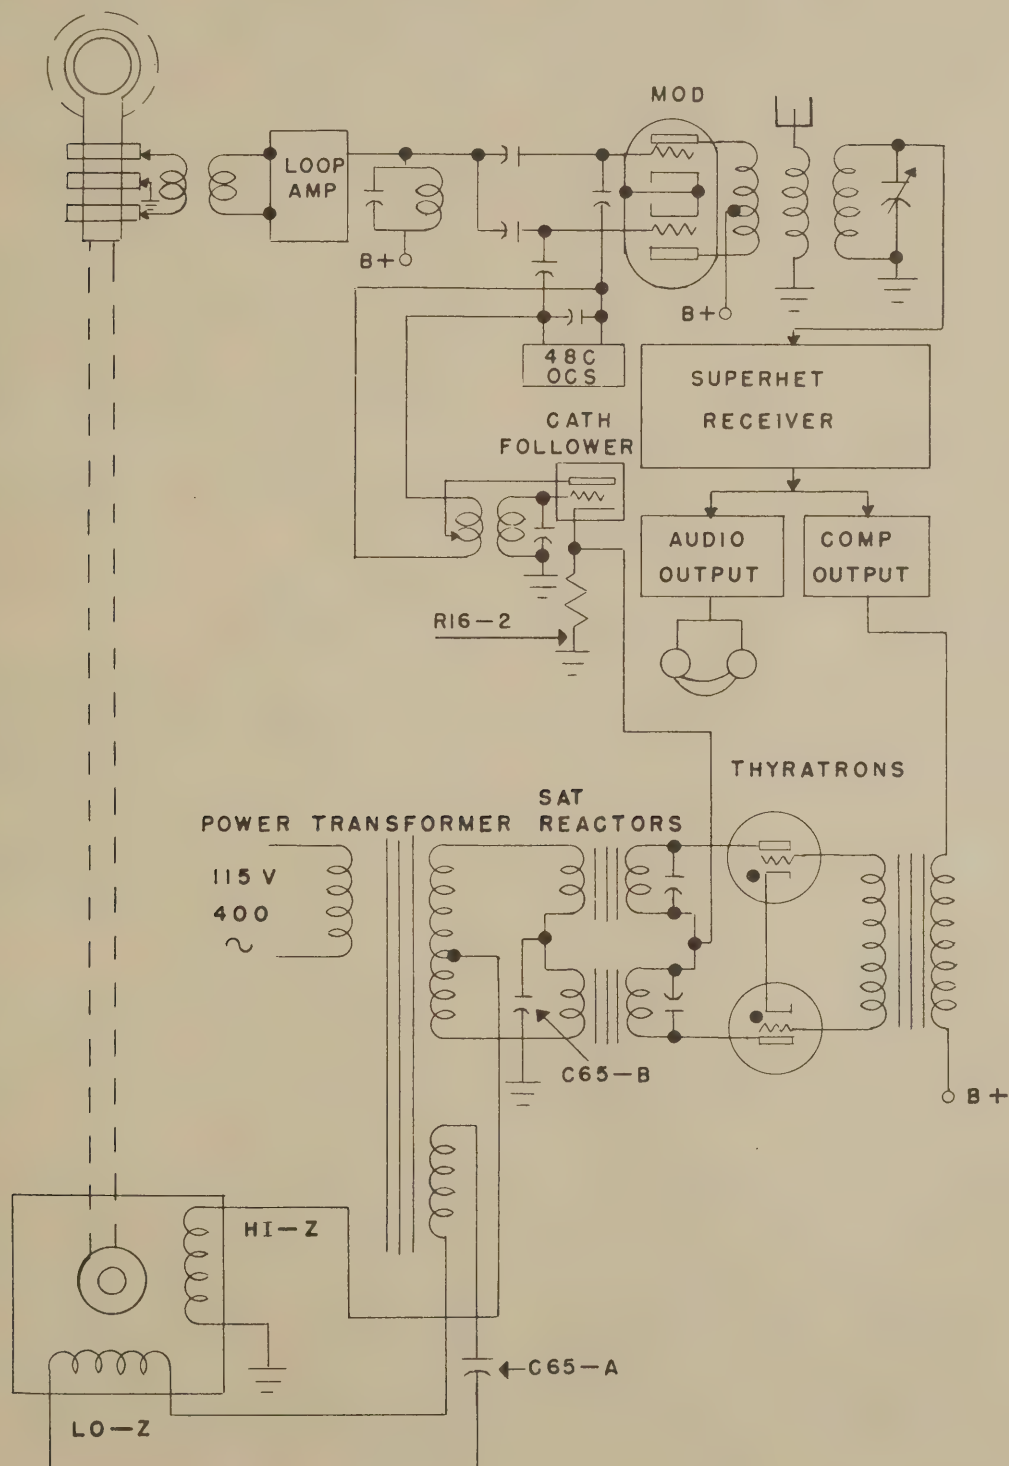 MOD
LOOP
AMP
B+
B+
48C
OCS
SUPERHET
RECEIVER
CATH
FOLLOWER
AUDIO
OUTPUT
COMP
OUTPUT
R16-2
THYRATRONS
SAT
REACTORS
POWER TRANSFORMER
115 V
400
~
C65-B
B+
HI-Z
C65-A
LO-Z